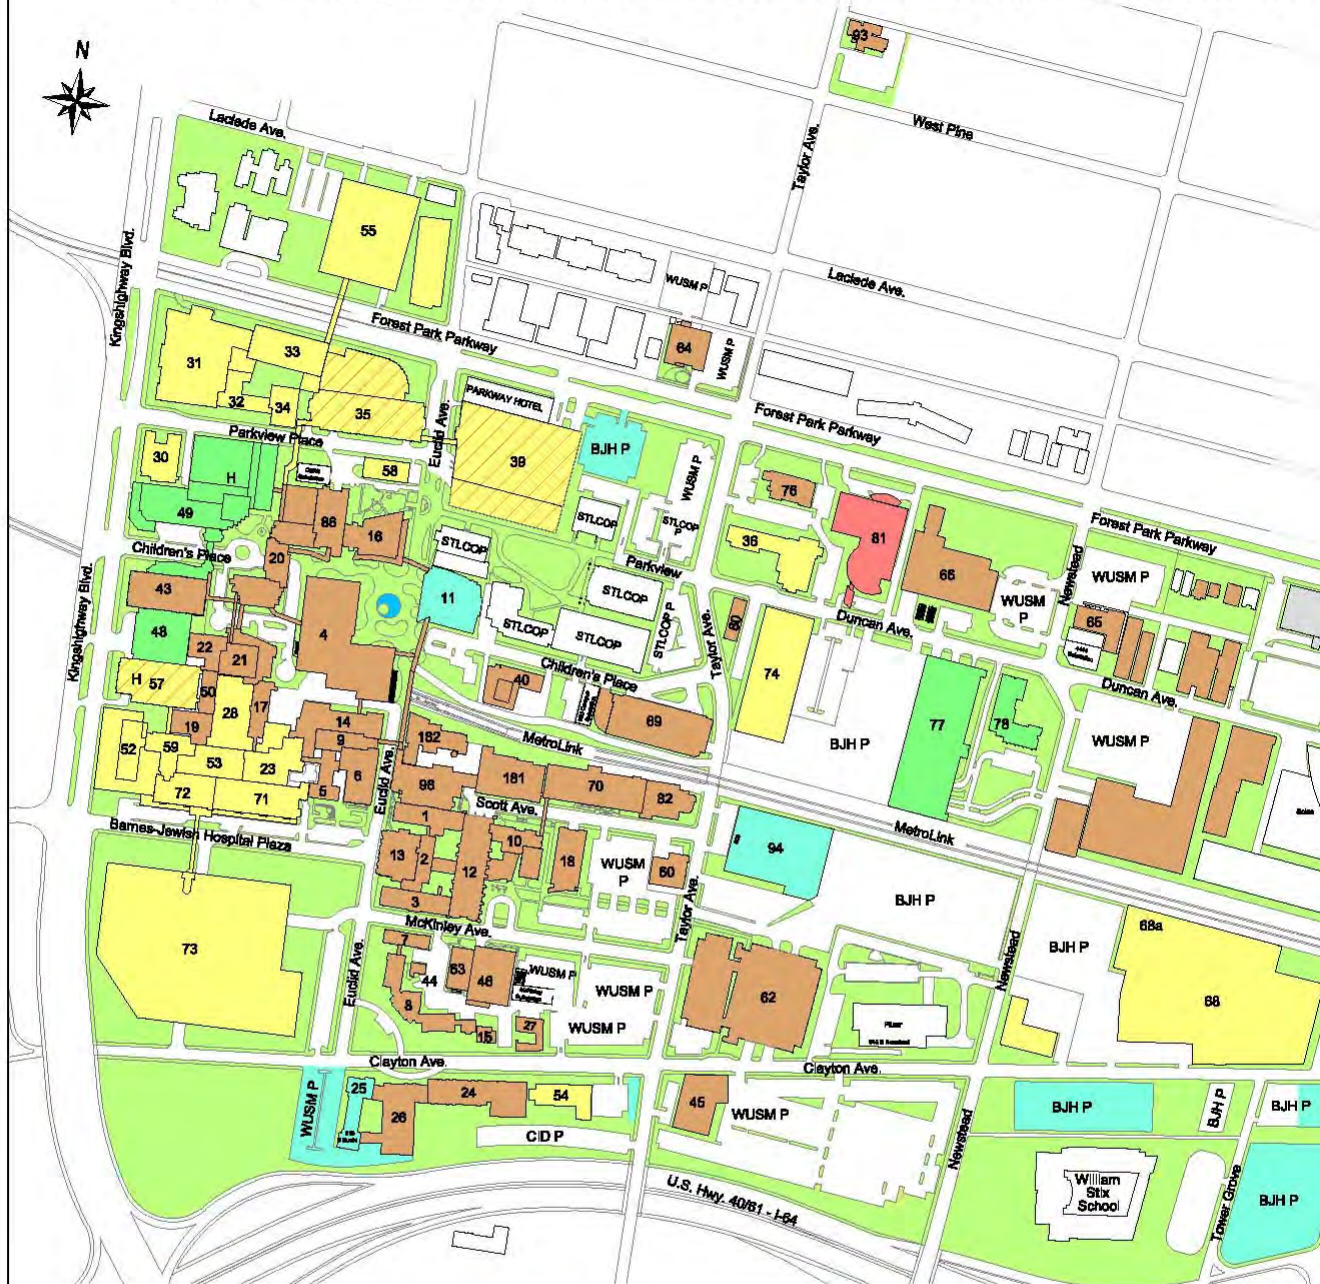 93
N
West Pine
Laclede Ave.
Taylor Ave.
55
Kingshighway Blvd.
Laclede Ave.
WUSM P
Forest Park Parkway
64
WUSM P
31
33
32
34
35
PARKWAY HOTEL
Forest Park Parkway
Parkview Place
Euclid Ave.
30
H
58
39
BJH P
WUSM P
49
88
16
STLCOP
STLCOP
P
76
36
81
Forest Park Parkway
Children's Place
20
STLCOP
Parkview
66
Newstead
WUSM P
43
4
11
STLCOP
WUSM
P
48
22
21
STLCOP
STLCOP
STLCOP P
Taylor Ave.
80
Duncan Ave.
65
Kingshighway Blvd.
H 57
50
17
Children's Place
40
74
Duncan Ave.
19
28
14
182
69
77
78
WUSM P
52
59
53
23
9
6
5
MetroLink
BJH P
72
71
Euclid Ave.
98
181
70
82
Scott Ave.
Barnes-Jewish Hospital Plaza
1
MetroLink
13
2
12
10
18
WUSM
P
60
94
3
BJH P
McKinley Ave.
Taylor Ave.
73
7
44
63
46
WUSM P
WUSM P
Euclid Ave.
8
15
27
WUSM P
62
Newstead
BJH P
68a
68
Clayton Ave.
Clayton Ave.
WUSM P
25
26
24
54
45
WUSM P
CID P
BJH P
BJH P
BJH P
Newstead
U.S. Hwy. 40/61 - I-64
William
Stix
School
Tower Grove
BJH P